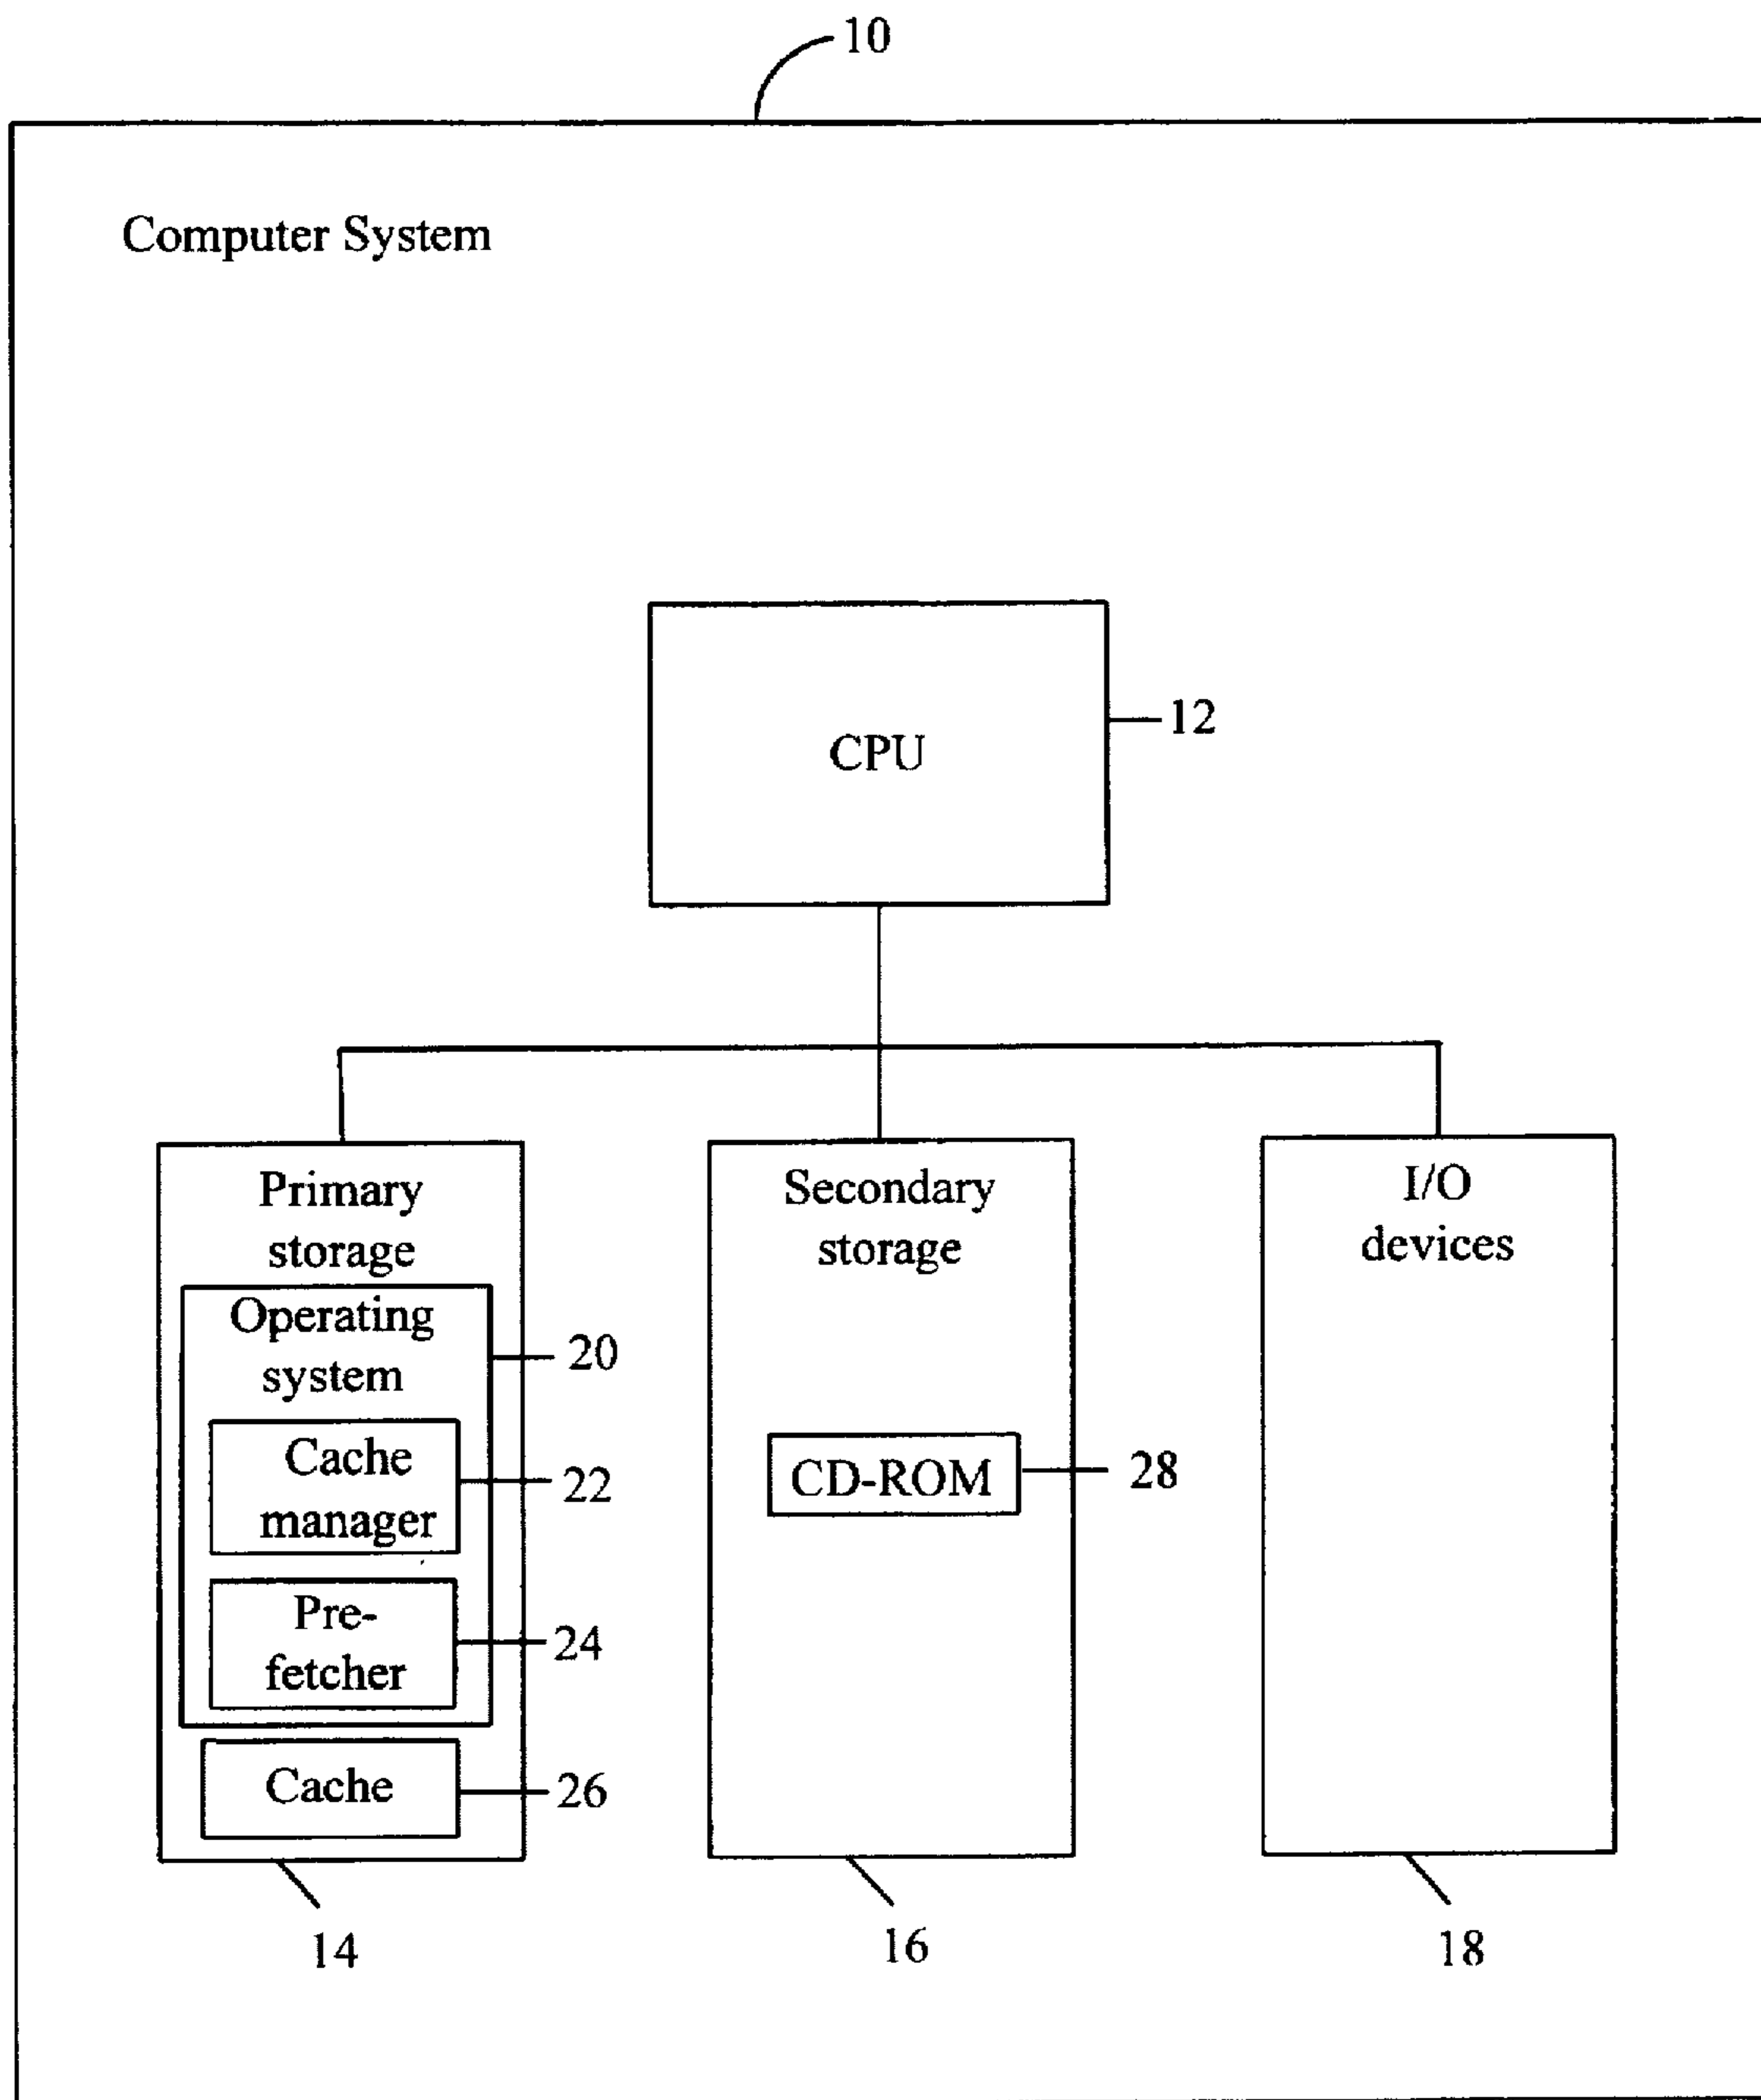 10
Computer System
CPU
12
Primary
storage
Operating
system
20
Cache
manager
22
Pre-
fetcher
24
Cache
26
14
Secondary
storage
CD-ROM
28
16
I/O
devices
18